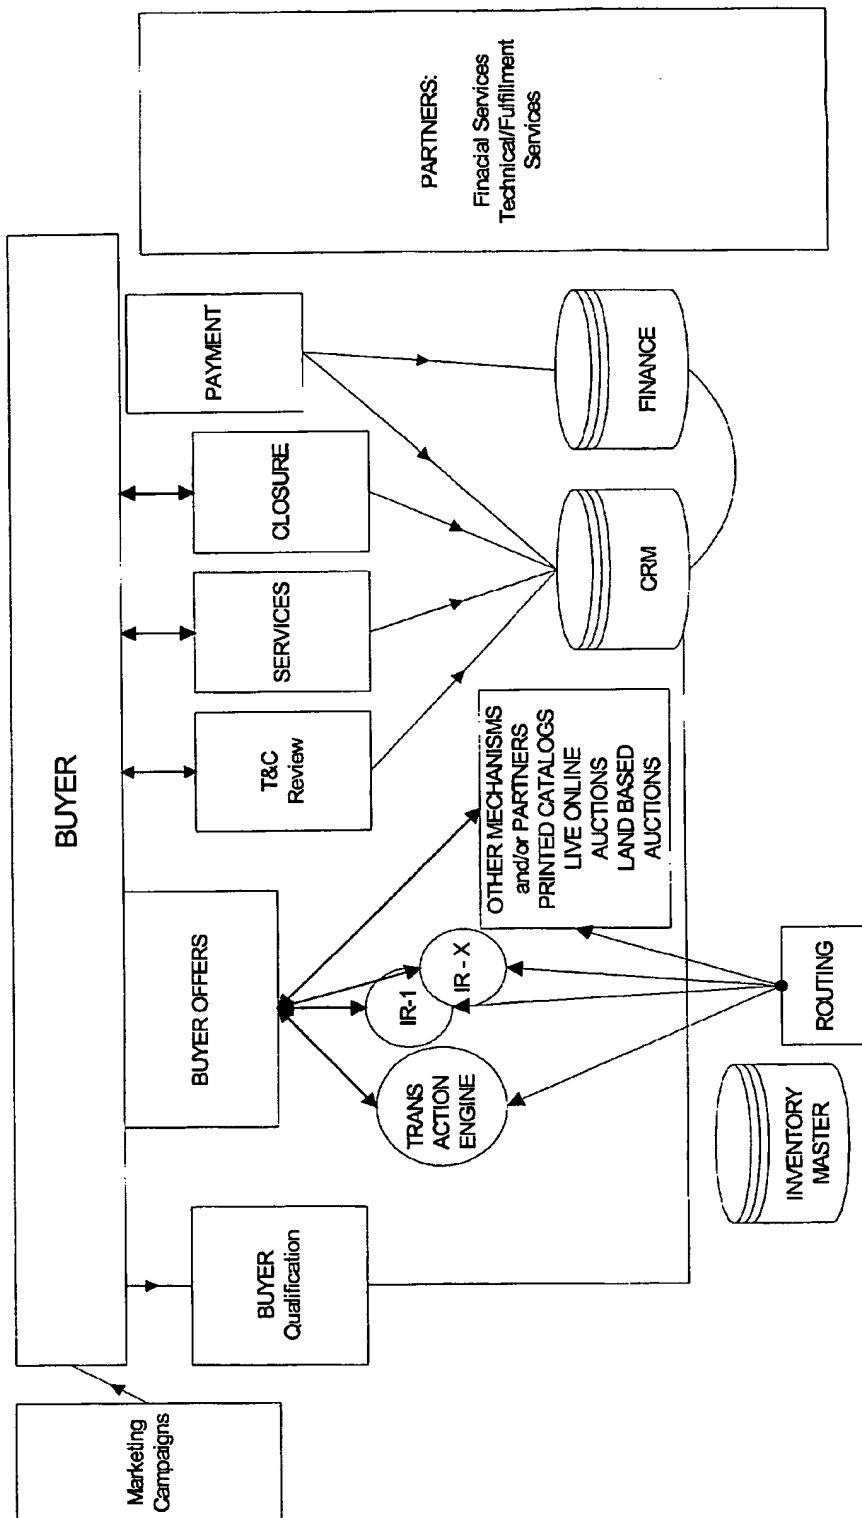 Marketing
Campaigns
BUYER
BUYER
Qualification
BUYER OFFERS
T&C
Review
SERVICES
CLOSURE
PAYMENT
TRANS
ACTION
ENGINE
IR-1
IR - X
OTHER MECHANISMS
and/or PARTNERS
PRINTED CATALOGS
LIVE ONLINE
AUCTIONS
LAND BASED
AUCTIONS
CRM
FINANCE
INVENTORY
MASTER
ROUTING
PARTNERS:
Finacial Services
Technical/Fulfillment
Services